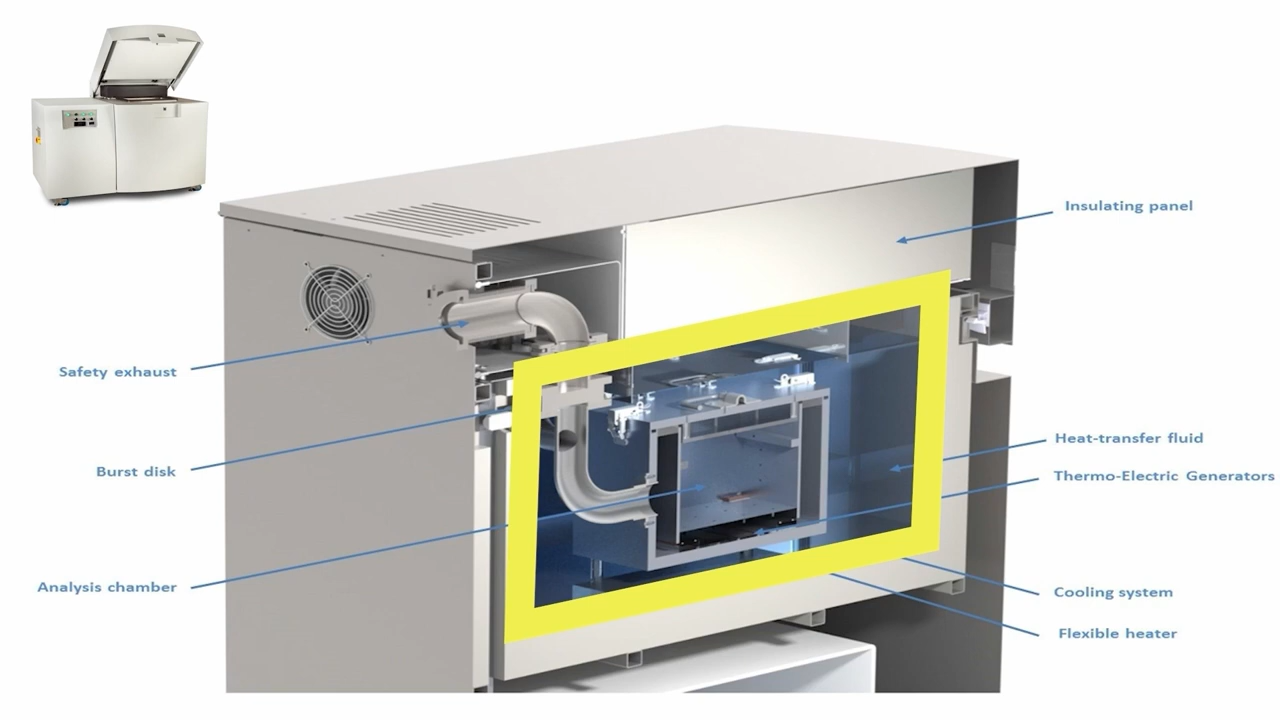 Insulating panel
Safety exhaust
Heat-transfer fluid
Burst disk
Thermo-Electric Generators
Analysis chamber
Cooling system
Flexible heater